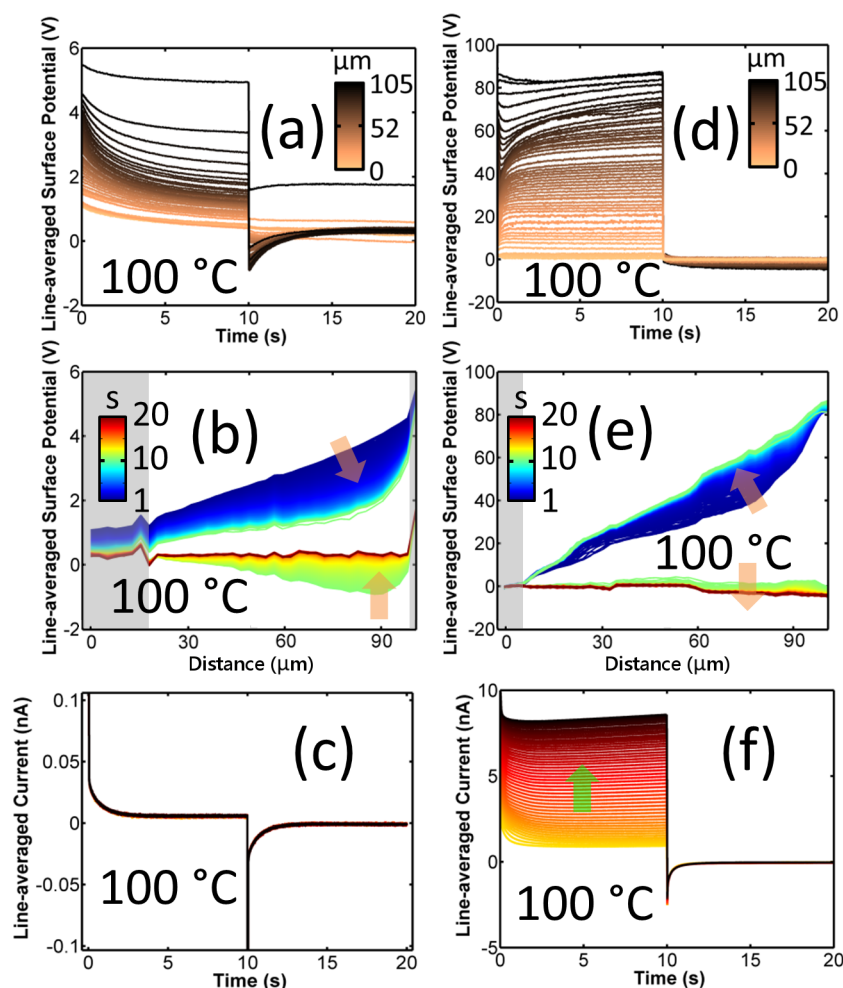 Line-averaged Surface Potential (V)
6
4
2
0
2
0
5
10
15
20
Time (s)
µm
105
52
0
(a)
100 °C
Line-averaged Surface Potential (V)
100
80
60
40
20
0
-20
0
5
10
15
20
Time (s)
µm
105
52
0
(d)
100 °C
Line-averaged Surface Potential (V)
6
4
2
0
-2
0
30
60
90
Distance (µm)
s
20
10
1
(b)
100 °C
Line-averaged Surface Potential (V)
100
80
60
40
20
0
-20
0
30
60
90
Distance (µm)
s
20
10
1
(e)
100 °C
Line-averaged Current (nA)
0.1
0.05
0
-0.05
-0.1
0
5
10
15
20
Time (s)
(c)
100 °C
Line-averaged Current (nA)
10
5
0
-5
0
5
10
15
20
Time (s)
(f)
100 °C